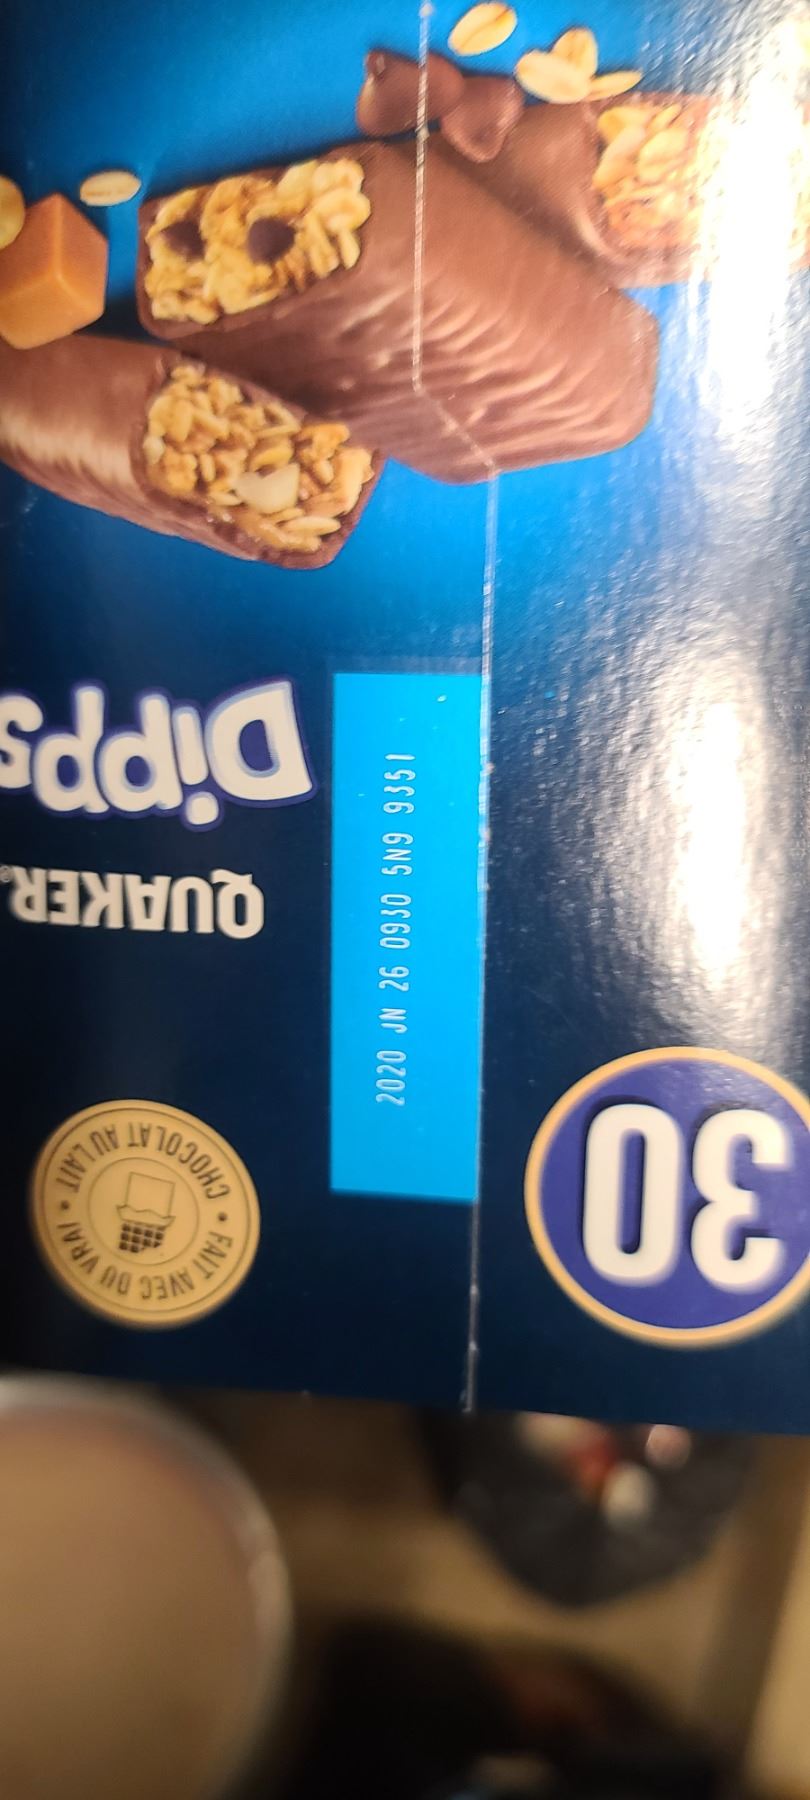 QUAKER®
Dipps
FAIT AVEC DU VRAI • CHOCOLAT AU LAIT •
2020 JN 26 0930 5N9 9351
30